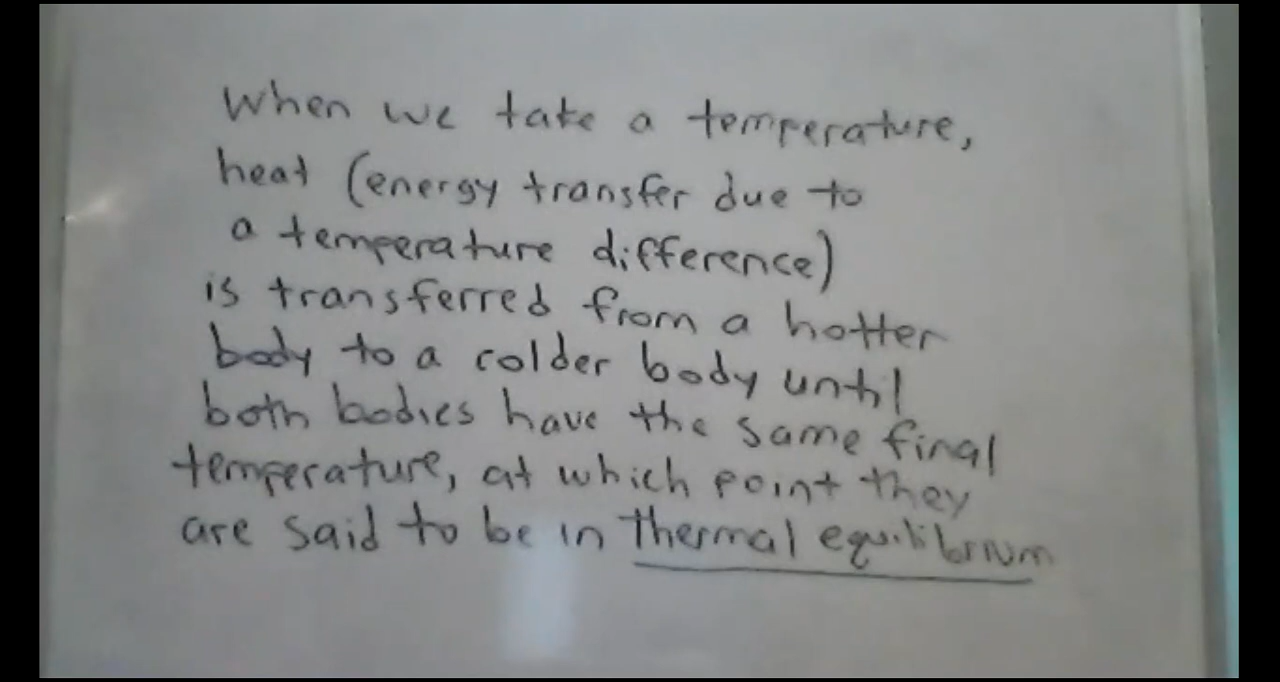 When we take a temperature,
heat (energy transfer due to
a temperature difference)
is transferred from a hotter
body to a colder body until
both bodies have the same final
temperature, at which point they
are said to be in thermal equilibrium